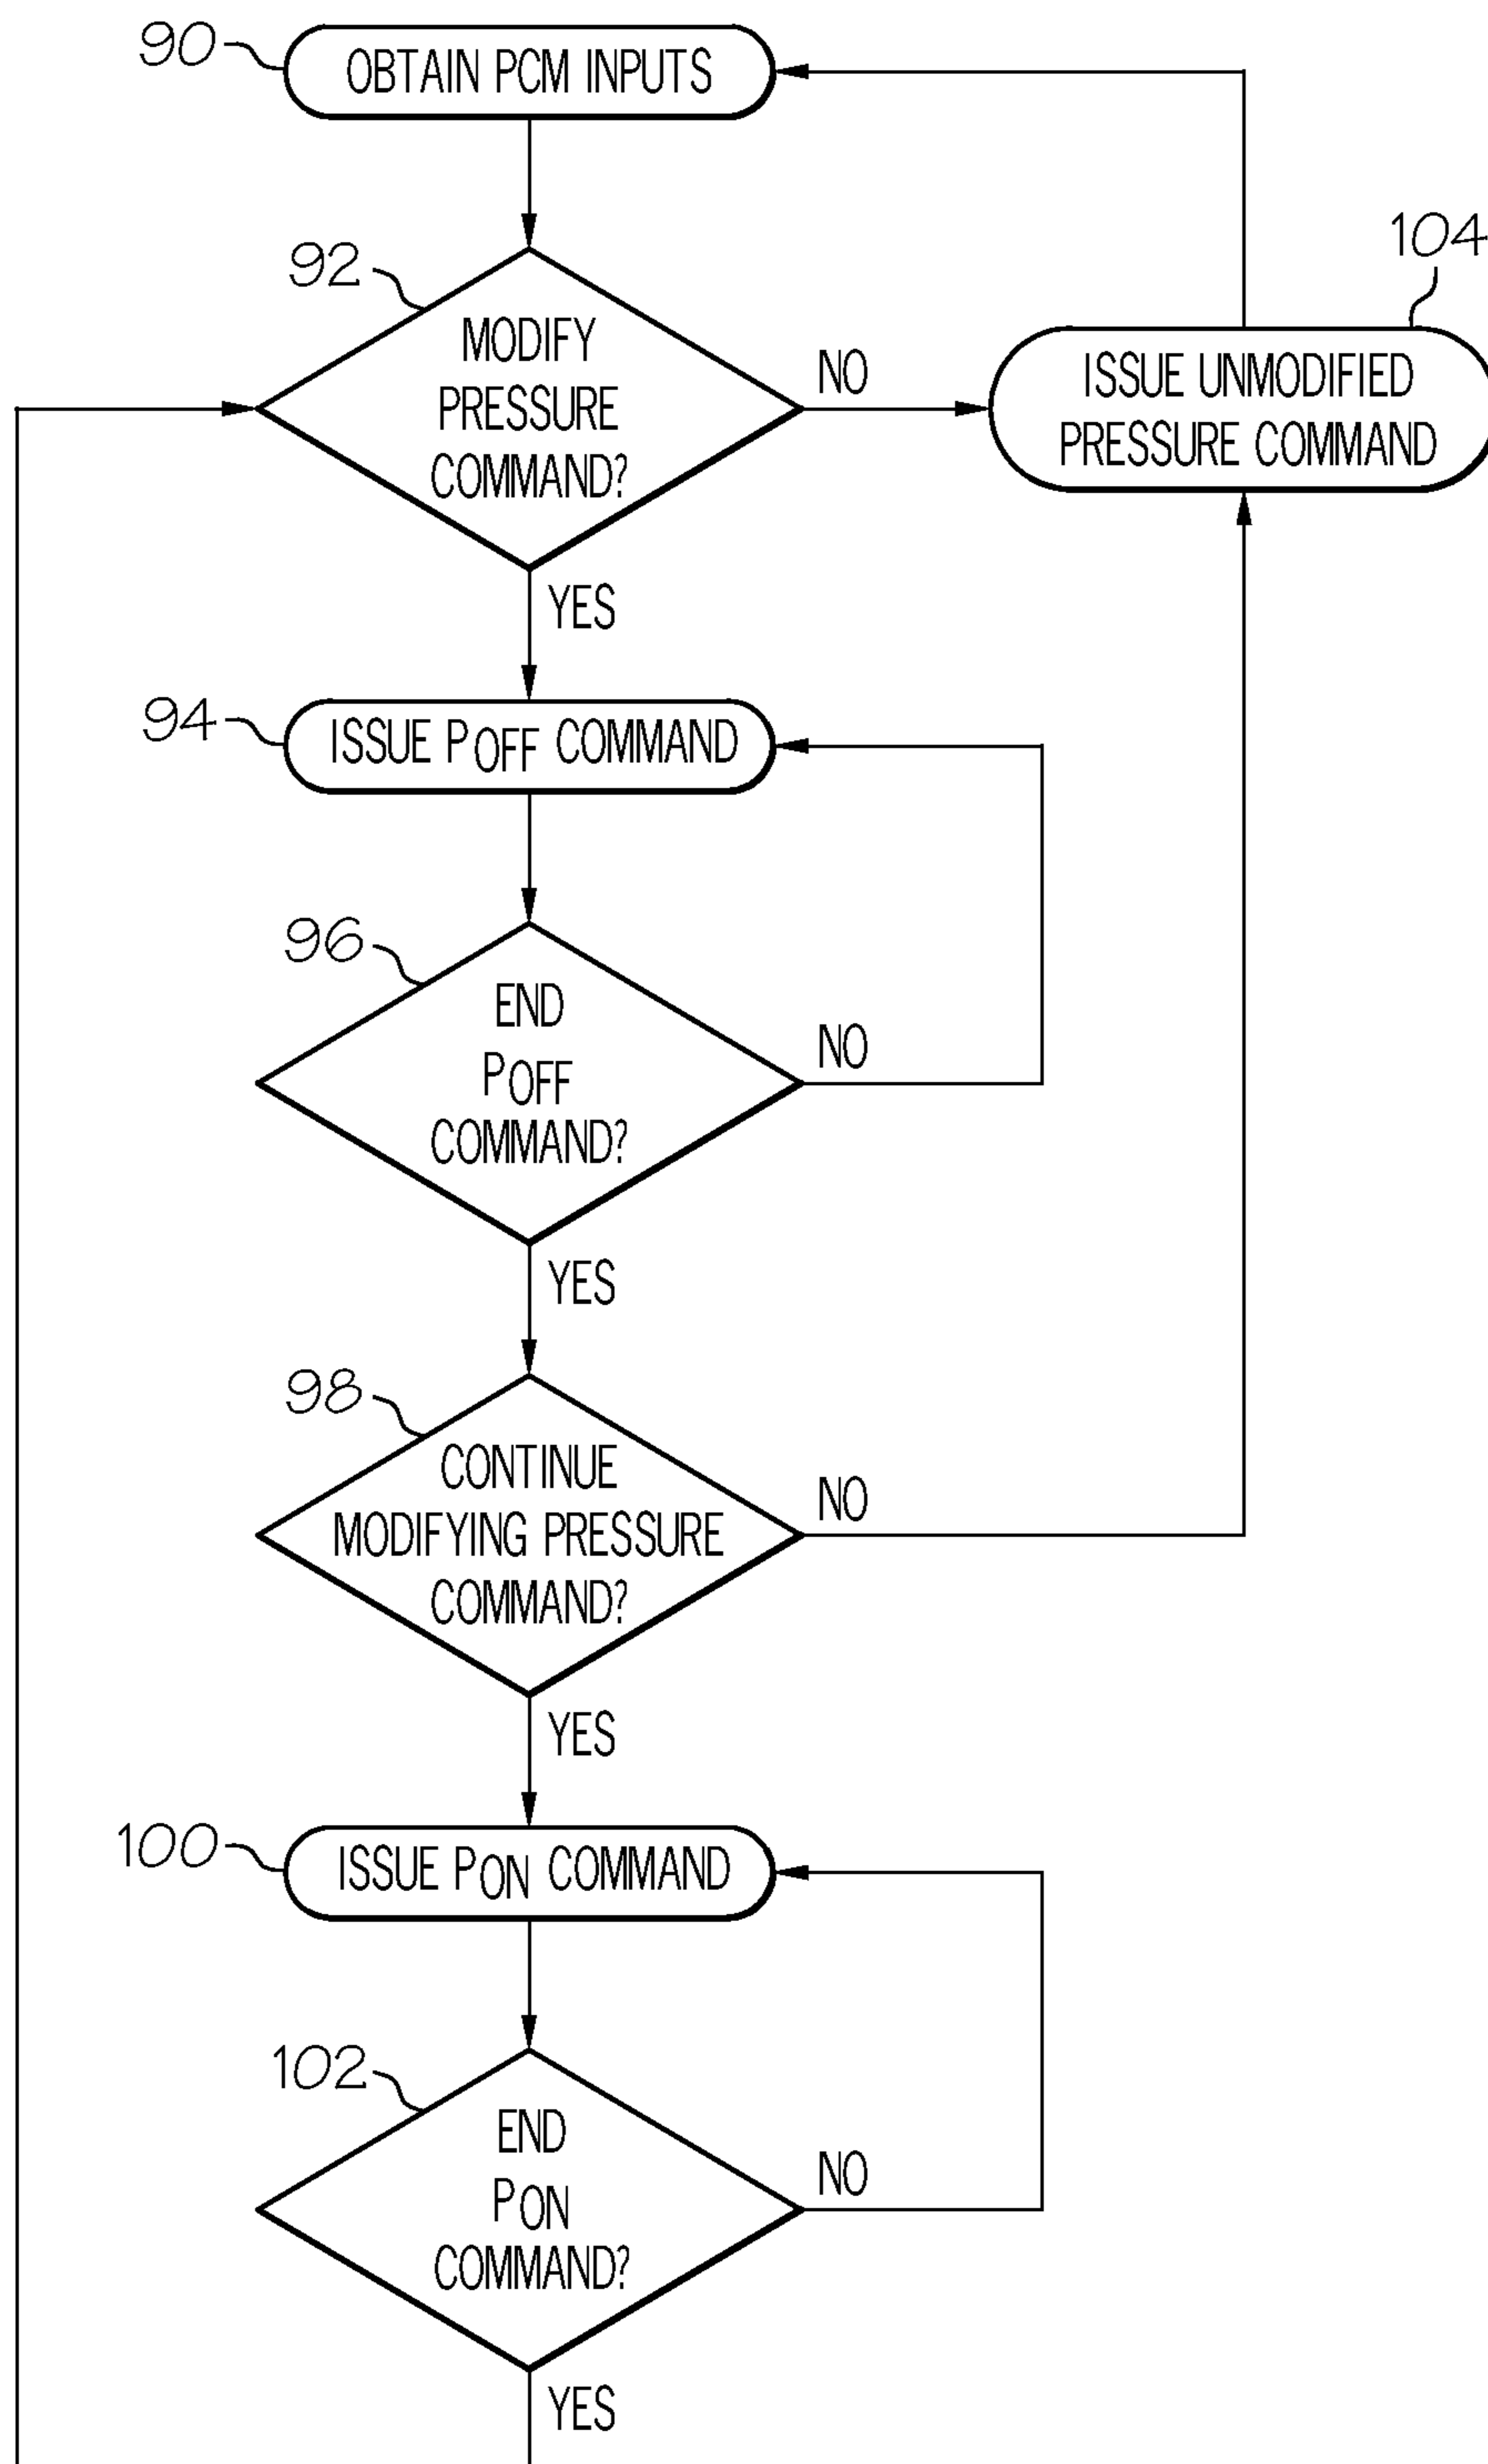 90
OBTAIN PCM INPUTS
92
MODIFY
PRESSURE
COMMAND?
NO
104
ISSUE UNMODIFIED
PRESSURE COMMAND
YES
94
ISSUE POFF COMMAND
96
END
POFF
COMMAND?
NO
YES
98
CONTINUE
MODIFYING PRESSURE
COMMAND?
NO
YES
100
ISSUE PON COMMAND
102
END
PON
COMMAND?
NO
YES